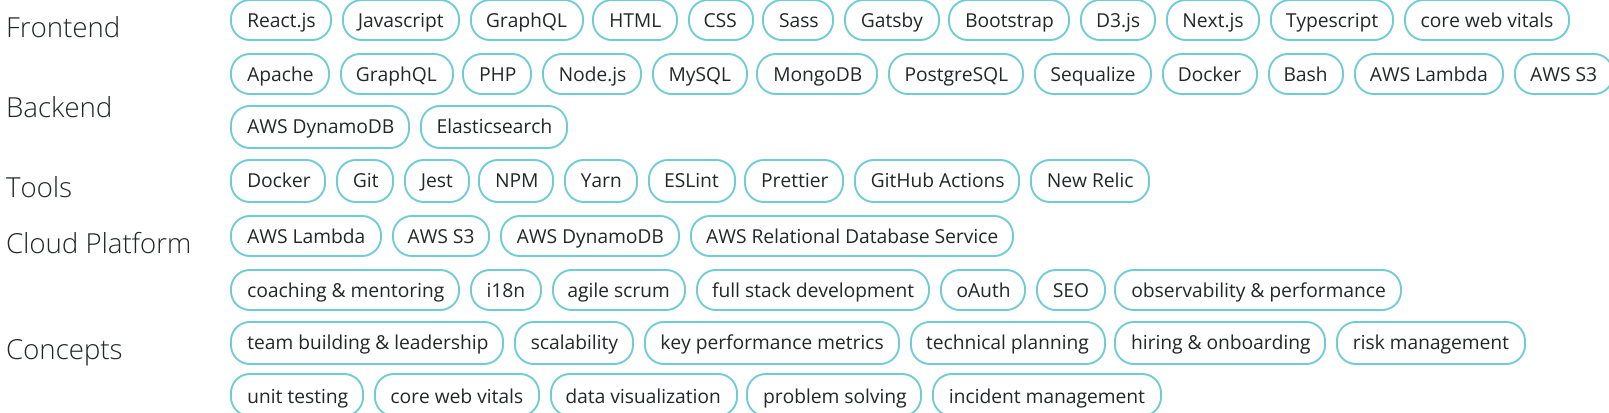 Frontend React.js Javascript GraphQL HTML CSS Sass Gatsby Bootstrap D3.js Next.js Typescript core web vitals
Backend Apache GraphQL PHP Node.js MySQL MongoDB PostgreSQL Sequalize Docker Bash AWS Lambda AWS S3
AWS DynamoDB Elasticsearch
Tools Docker Git Jest NPM Yarn ESLint Prettier GitHub Actions New Relic
Cloud Platform AWS Lambda AWS S3 AWS DynamoDB AWS Relational Database Service
Concepts coaching & mentoring i18n agile scrum full stack development oAuth SEO observability & performance
team building & leadership scalability key performance metrics technical planning hiring & onboarding risk management
unit testing core web vitals data visualization problem solving incident management